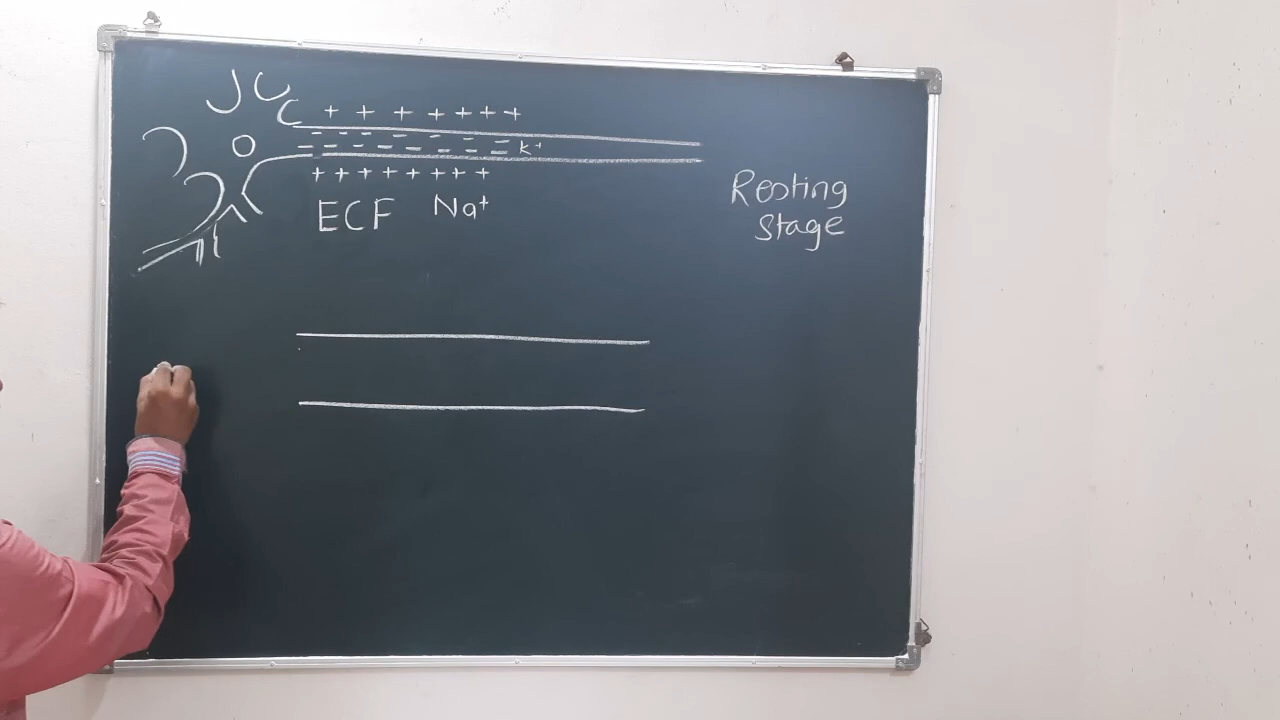 + + + + + + +
- - - - - - -
- - - - - - - - K+
+ + + + + + + +
ECF Na+
Resting
Stage